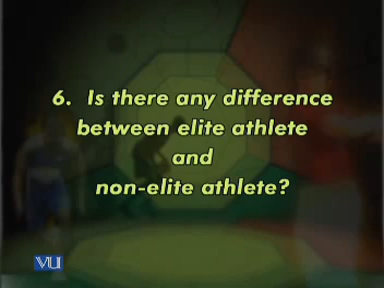 6. Is there any difference
between elite athlete
and
non-elite athlete?
VU